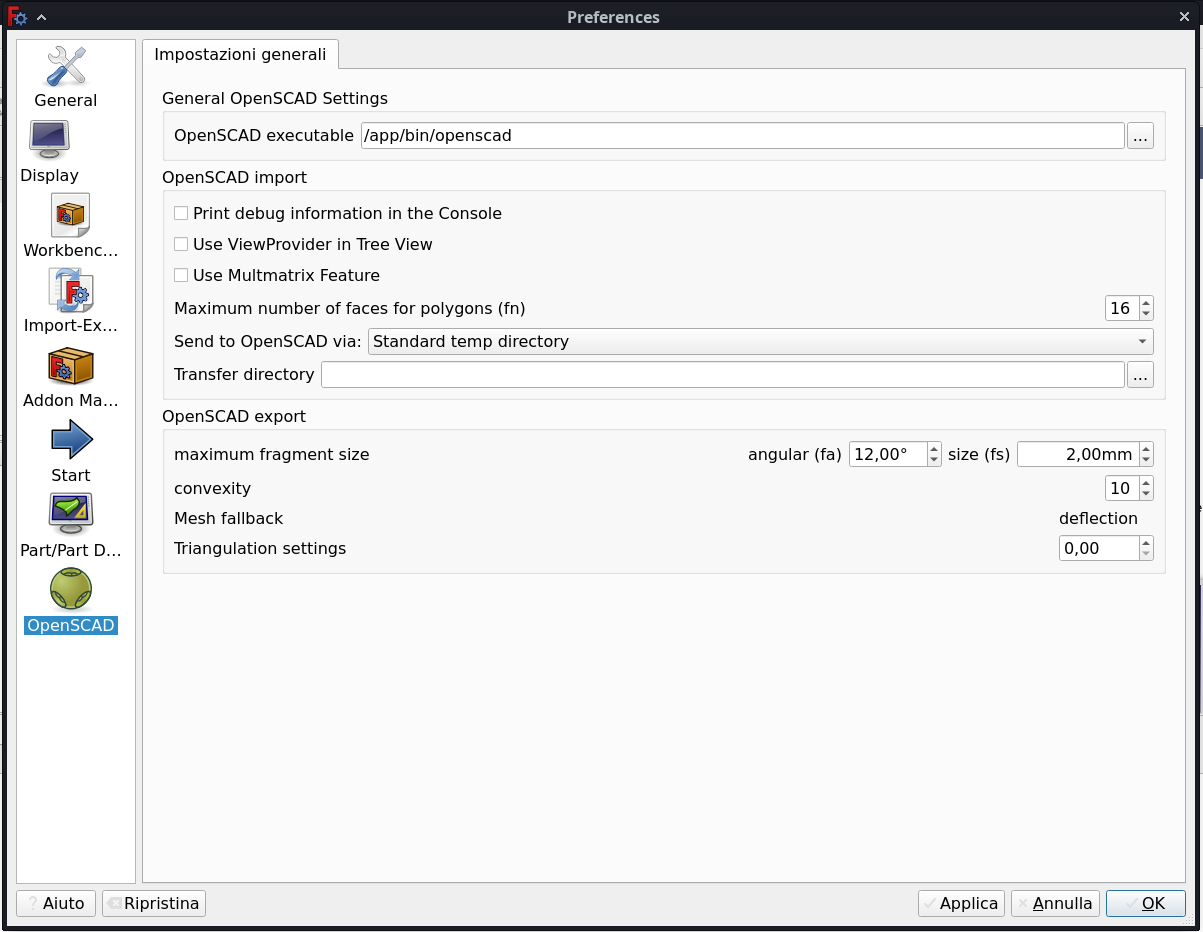 Preferences
General
Display
Workbenc...
Import-Ex...
Addon Ma...
Start
Part/Part D...
OpenSCAD
Impostazioni generali
General OpenSCAD Settings
OpenSCAD executable /app/bin/openscad ...
OpenSCAD import
Print debug information in the Console
Use ViewProvider in Tree View
Use Multmatrix Feature
Maximum number of faces for polygons (fn) 16
Send to OpenSCAD via: Standard temp directory
Transfer directory ...
OpenSCAD export
maximum fragment size angular (fa) 12,00° size (fs) 2,00mm
convexity 10
Mesh fallback deflection
Triangulation settings 0,00
? Aiuto Ripristina Applica Annulla OK